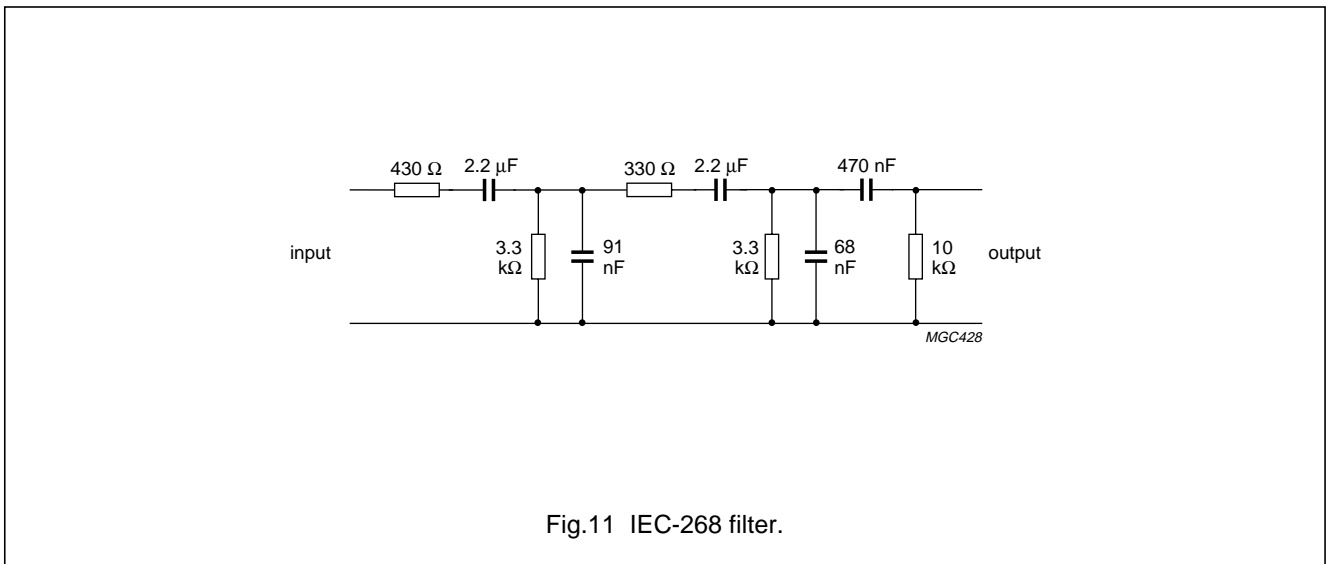 430 Ω
2.2 μF
330 Ω
2.2 μF
470 nF
input
3.3
kΩ
91
nF
3.3
kΩ
68
nF
10
kΩ
output
MGC428
Fig.11 IEC-268 filter.